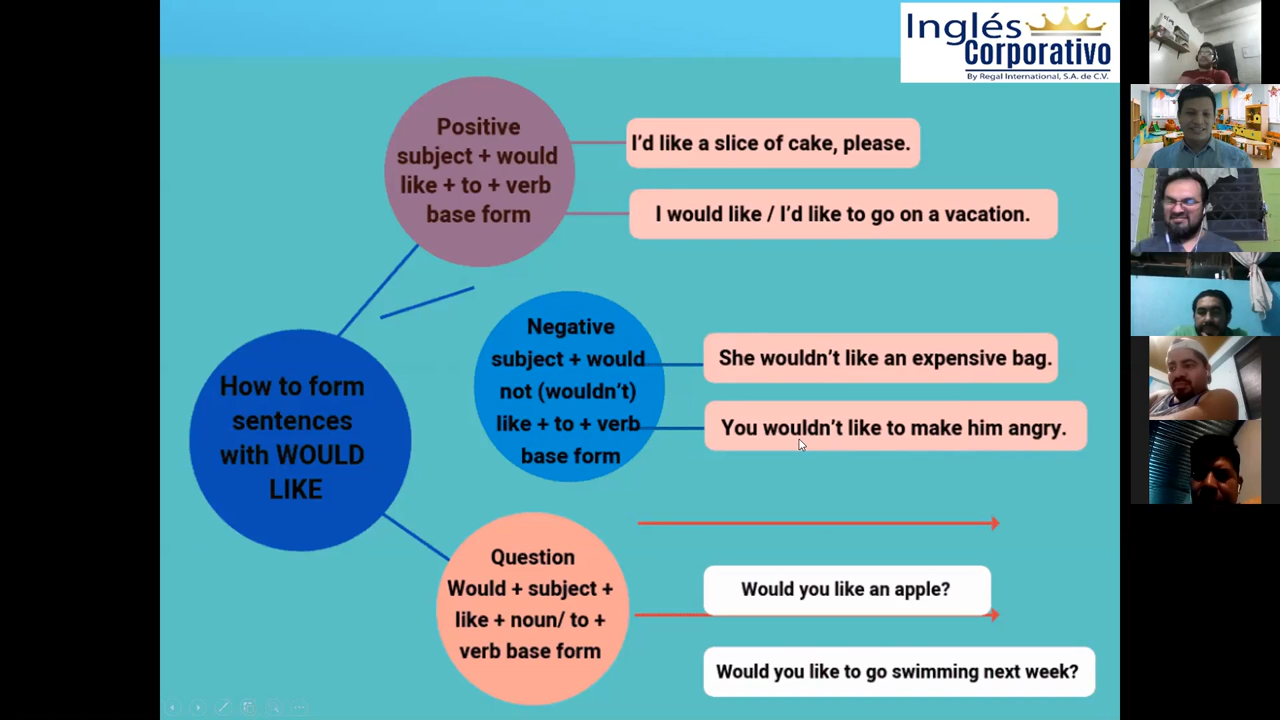 Inglés
Corporativo
By Regal International, S.A. de C.V.
Positive
subject + would
like + to + verb
base form
I'd like a slice of cake, please.
I would like / I'd like to go on a vacation.
How to form
sentences
with WOULD
LIKE
Negative
subject + would
not (wouldn't)
like + to + verb
base form
She wouldn't like an expensive bag.
You wouldn't like to make him angry.
Question
Would + subject +
like + noun/ to +
verb base form
Would you like an apple?
Would you like to go swimming next week?